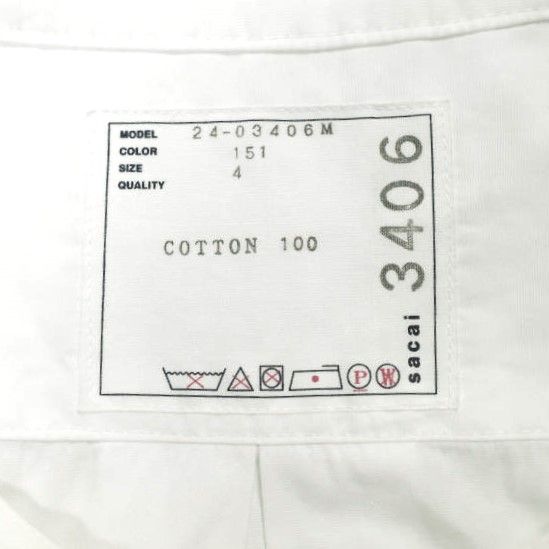 MODEL 24-03406M
COLOR 151
SIZE 4
QUALITY
COTTON 100
P W
sacai 3406